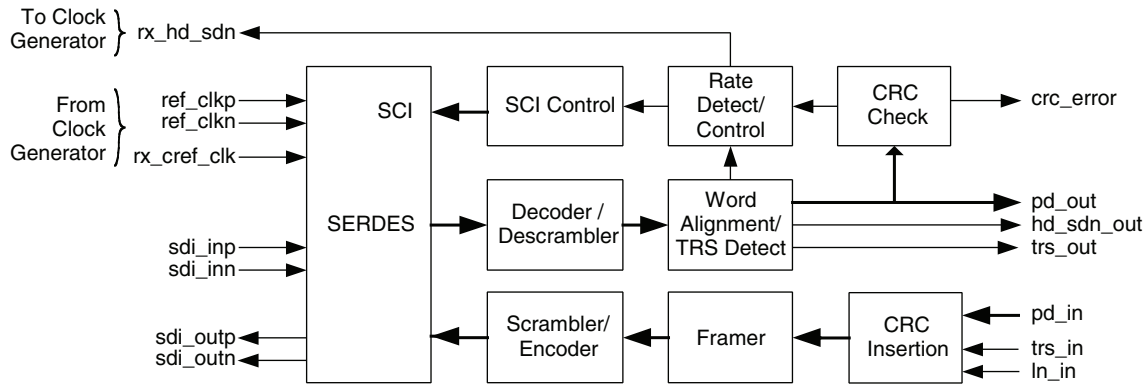 To Clock
Generator
rx_hd_sdn
From
Clock
Generator
ref_clkp
ref_clkn
rx_cref_clk
sdi_inp
sdi_inn
sdi_outp
sdi_outn
SCI
SERDES
SCI Control
Rate
Detect/
Control
CRC
Check
crc_error
Decoder /
Descrambler
Word
Alignment/
TRS Detect
pd_out
hd_sdn_out
trs_out
Scrambler/
Encoder
Framer
CRC
Insertion
pd_in
trs_in
ln_in